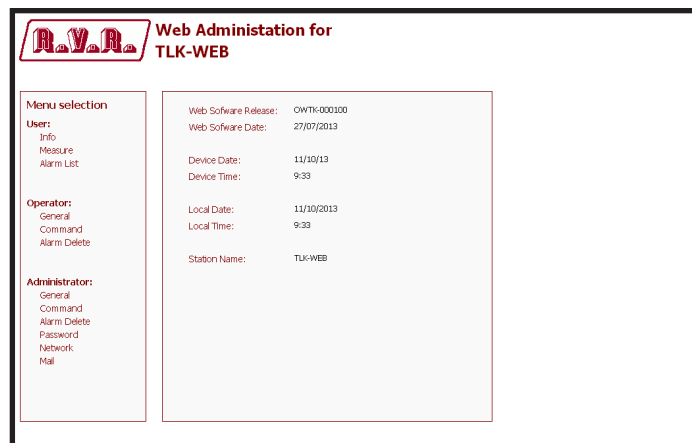 R.V.R.
Web Administation for
TLK-WEB
Menu selection
User:
Info
Measure
Alarm List
Operator:
General
Command
Alarm Delete
Administrator:
General
Command
Alarm Delete
Password
Network
Mail
Web Sofware Release: OWTK-000100
Web Sofware Date: 27/07/2013
Device Date: 11/10/13
Device Time: 9:33
Local Date: 11/10/2013
Local Time: 9:33
Station Name: TLK-WEB